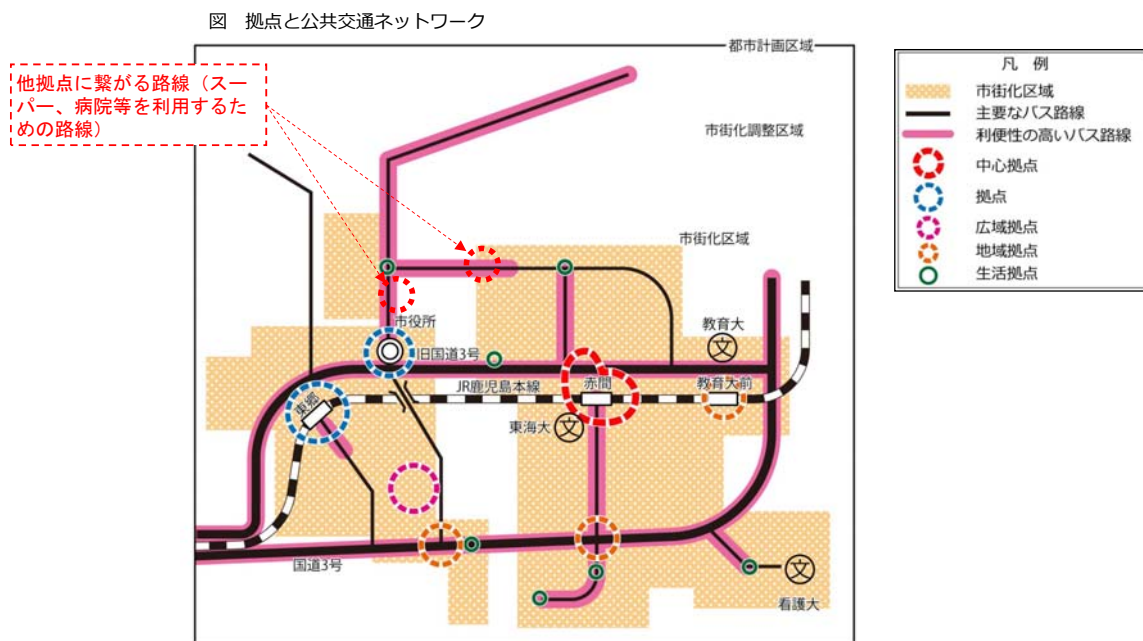 図 拠点と公共交通ネットワーク
都市計画区域
他拠点に繋がる路線（スー
パー、病院等を利用するた
めの路線）
市街化調整区域
市街化区域
市役所
旧国道3号
教育大
文
JR鹿児島本線
赤間
教育大前
東郷
東海大
文
国道3号
文
看護大
凡 例
市街化区域
主要なバス路線
利便性の高いバス路線
中心拠点
拠点
広域拠点
地域拠点
生活拠点